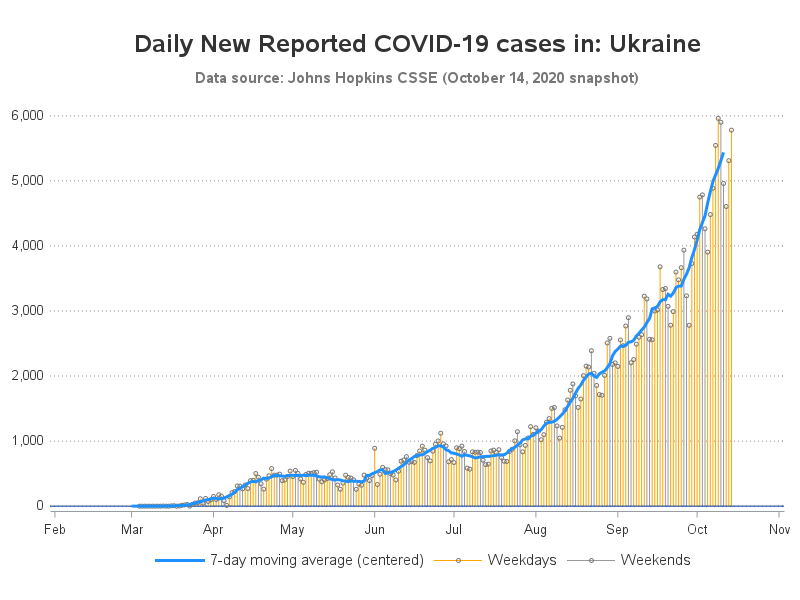 Daily New Reported COVID-19 cases in: Ukraine
Data source: Johns Hopkins CSSE (October 14, 2020 snapshot)
6,000
5,000
4,000
3,000
2,000
1,000
0
Feb Mar Apr May Jun Jul Aug Sep Oct Nov
7-day moving average (centered) Weekdays Weekends